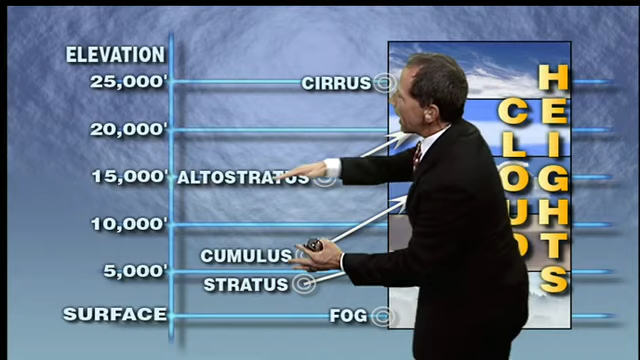 ELEVATION
25,000' CIRRUS
20,000'
15,000' ALTOSTRATUS
10,000'
CUMULUS
5,000'
STRATUS
SURFACE FOG
CLOUD
HEIGHTS